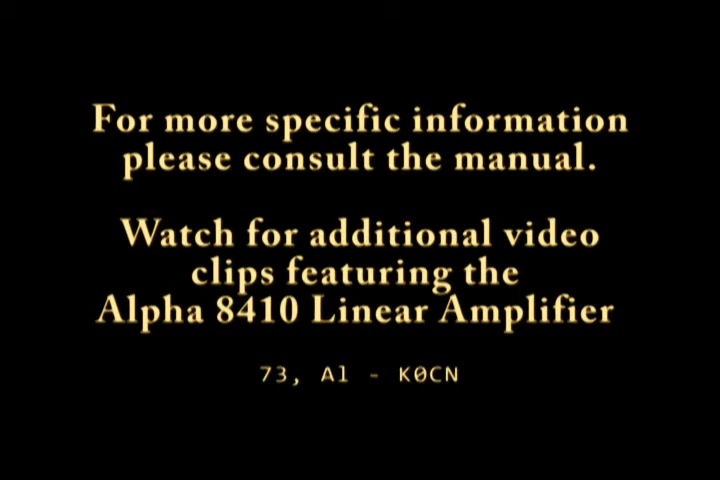 For more specific information
please consult the manual.
Watch for additional video
clips featuring the
Alpha 8410 Linear Amplifier
73, Al - K0CN